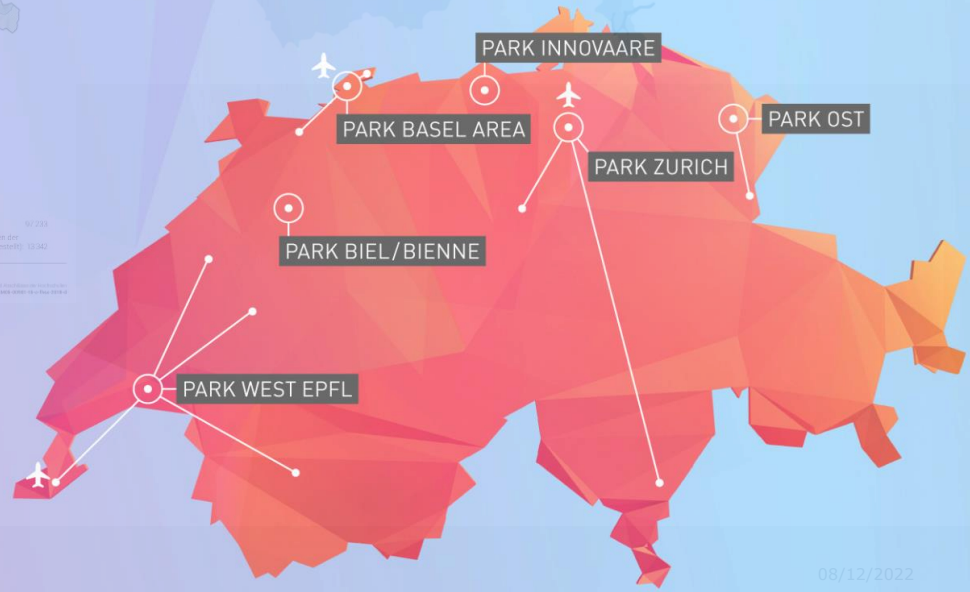 PARK INNOVAARE
PARK BASEL AREA
PARK OST
PARK ZURICH
PARK BIEL/BIENNE
PARK WEST EPFL
08/12/2022